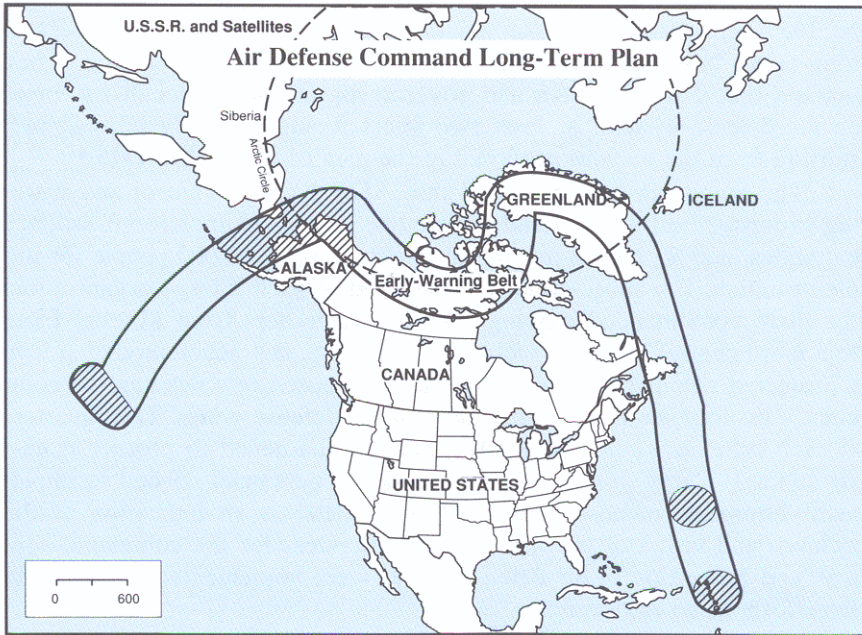 U.S.S.R. and Satellites
Air Defense Command Long-Term Plan
Siberia
Arctic Circle
GREENLAND
ICELAND
ALASKA
Early-Warning Belt
CANADA
UNITED STATES
0 600